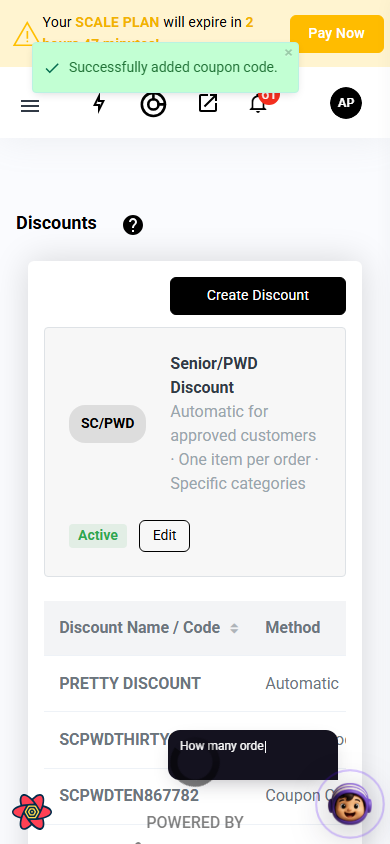 Your SCALE PLAN will expire in 2
Pay Now
Successfully added coupon code.
×
AP
Discounts
?
Create Discount
Senior/PWD
Discount
SC/PWD
Automatic for
approved customers
· One item per order ·
Specific categories
Active
Edit
Discount Name / Code
Method
PRETTY DISCOUNT
Automatic
SCPWDTHIRTY
How many orde
SCPWDTEN867782
Coupon
POWERED BY